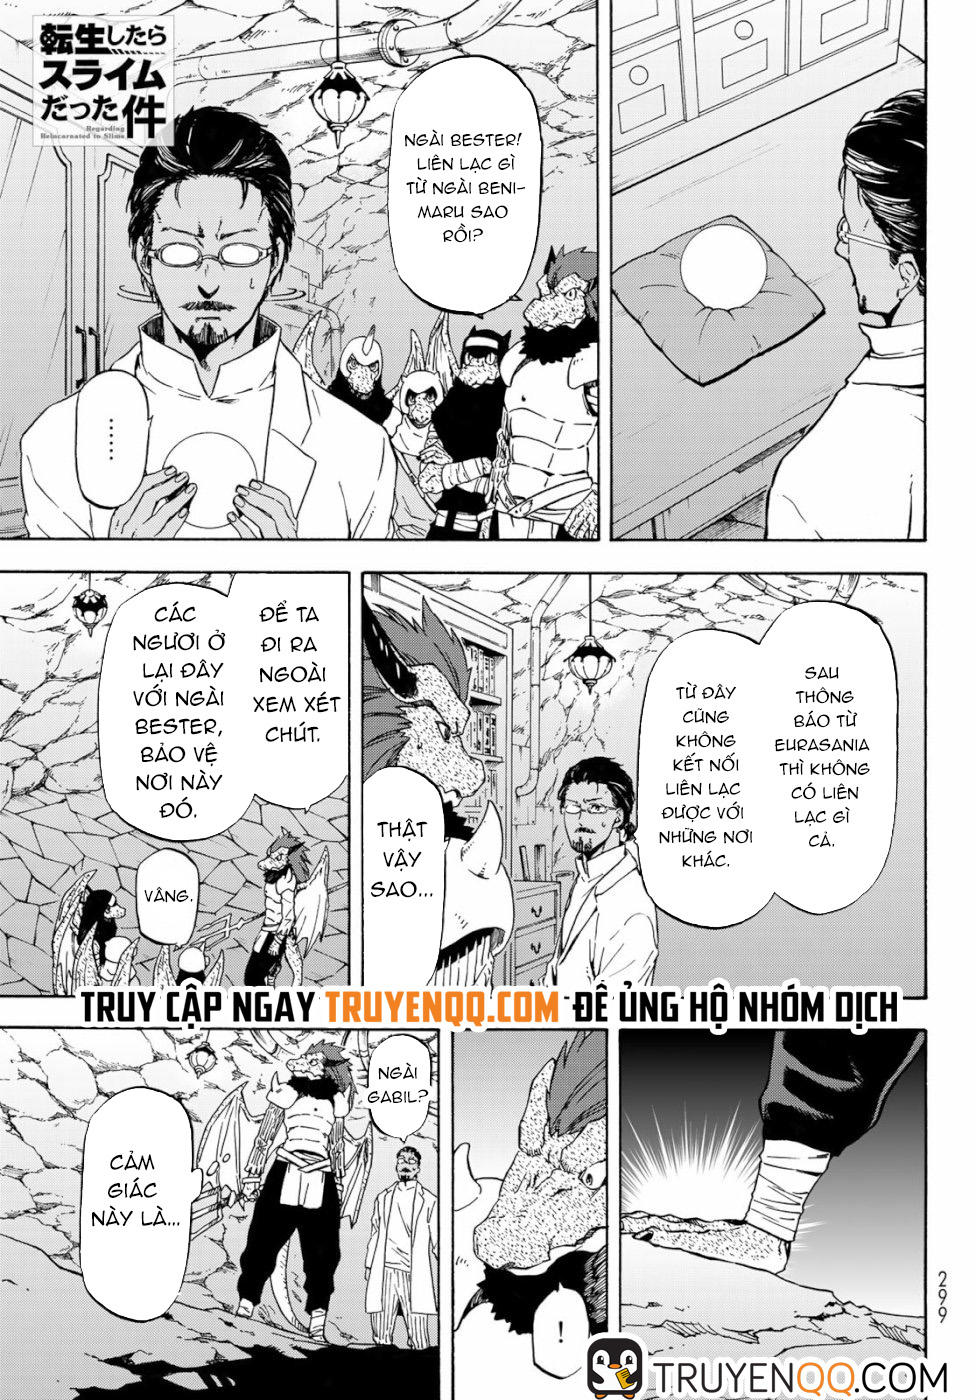 転生したら
スライム
だった件
Regarding
Reincarnated to Slime
NGÀI BESTER!
LIÊN LẠC GÌ
TỪ NGÀI BENI-
MARU SAO
RỒI?
......
SAU
THÔNG
BÁO TỪ
EURASANIA
THÌ KHÔNG
CÓ LIÊN
LẠC GÌ
CẢ.
TỪ ĐÂY
CŨNG
KHÔNG
KẾT NỐI
LIÊN LẠC
ĐƯỢC VỚI
NHỮNG NƠI
KHÁC.
THẬT
VẬY
SAO...
ĐỂ TA
ĐI RA
NGOÀI
XEM XÉT
CHÚT.
CÁC
NGƯƠI Ở
LẠI ĐÂY
VỚI NGÀI
BESTER,
BẢO VỆ
NƠI NÀY
ĐÓ.
VÂNG.
TRUY CẬP NGAY TRUYENQQ.COM ĐỂ ỦNG HỘ NHÓM DỊCH
!
NGÀI
GABIL?
CẢM
GIÁC
NÀY LÀ...
299
TRUYENQQ.COM